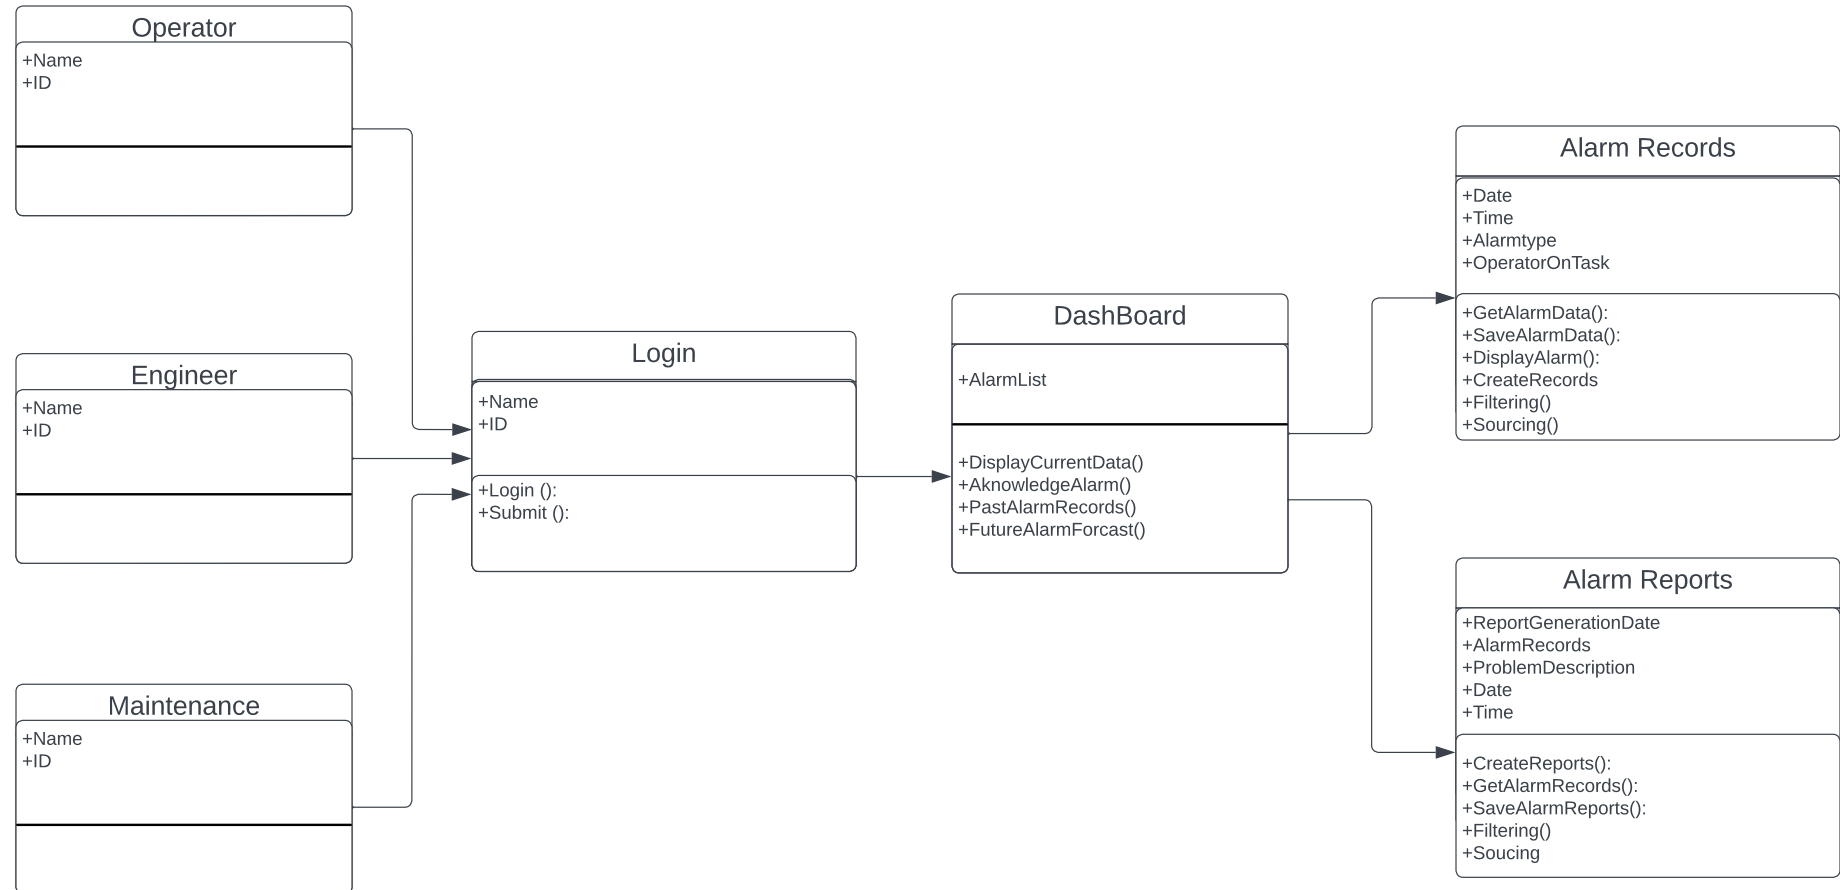 Operator
+Name
+ID
Engineer
+Name
+ID
Maintenance
+Name
+ID
Login
+Name
+ID
+Login ():
+Submit ():
DashBoard
+AlarmList
+DisplayCurrentData()
+AknowledgeAlarm()
+PastAlarmRecords()
+FutureAlarmForcast()
Alarm Records
+Date
+Time
+Alarmtype
+OperatorOnTask
+GetAlarmData():
+SaveAlarmData():
+DisplayAlarm():
+CreateRecords
+Filtering()
+Sourcing()
Alarm Reports
+ReportGenerationDate
+AlarmRecords
+ProblemDescription
+Date
+Time
+CreateReports():
+GetAlarmRecords():
+SaveAlarmReports():
+Filtering()
+Soucing